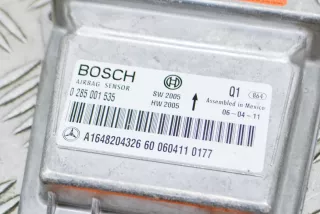 BOSCH
AIRBAG SENSOR
0 285 001 535
SW 2005
HW 2005
Q1
Assembled in Mexico
06-04-11
A1648204326 60 060411 0177